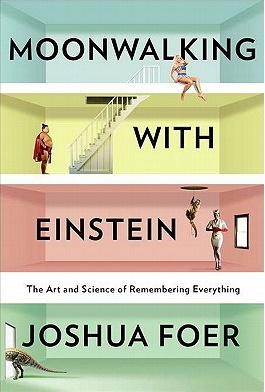 MOONWALKING
WITH
EINSTEIN
The Art and Science of Remembering Everything
JOSHUA FOER